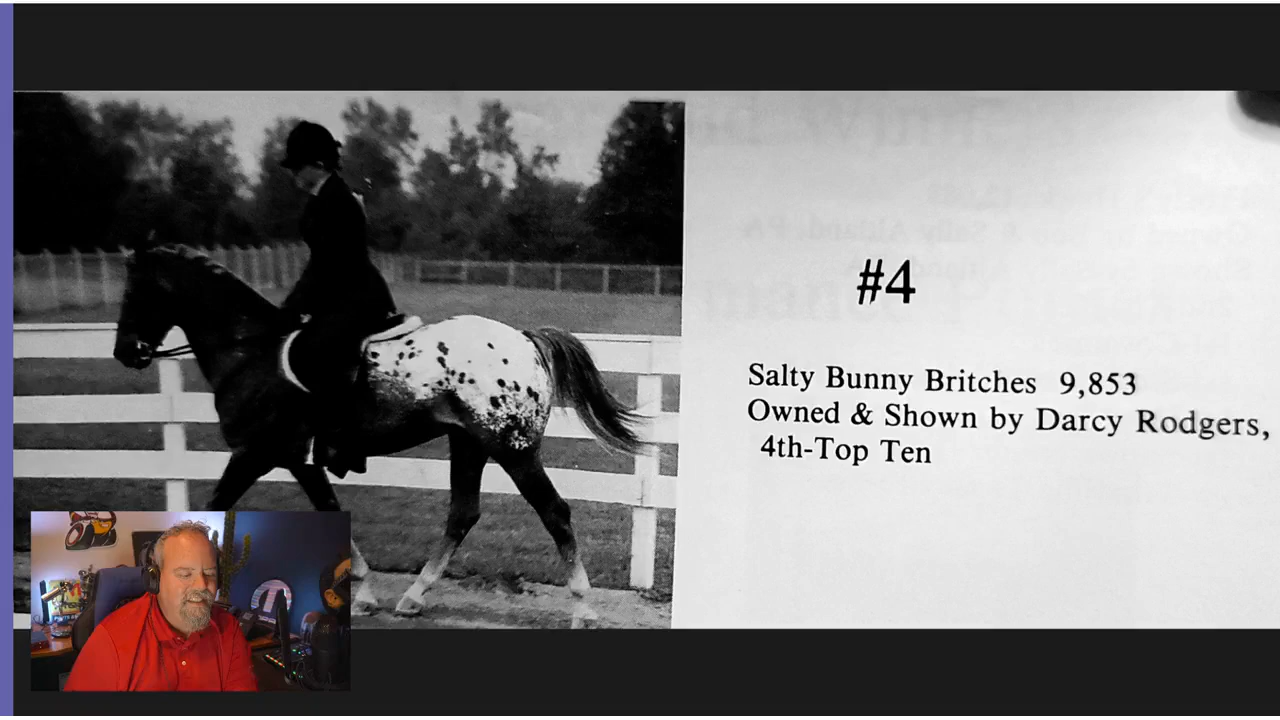 #4
Salty Bunny Britches 9,853
Owned & Shown by Darcy Rodgers,
4th-Top Ten